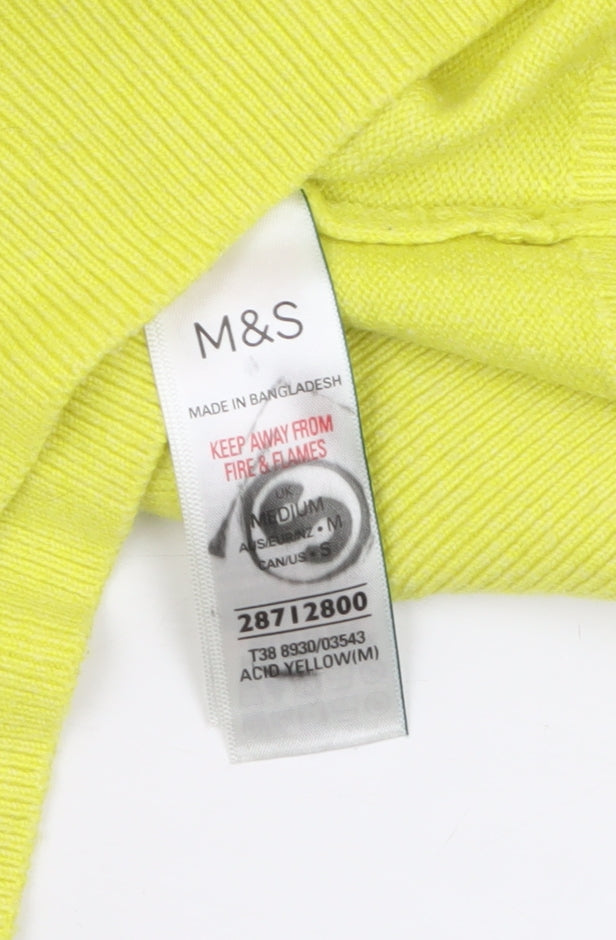 M&S
MADE IN BANGLADESH
KEEP AWAY FROM
FIRE & FLAMES
UK
MEDIUM
AUS/EUR/NZ • M
CAN/US • S
28712800
T38 8930/03543
ACID YELLOW(M)